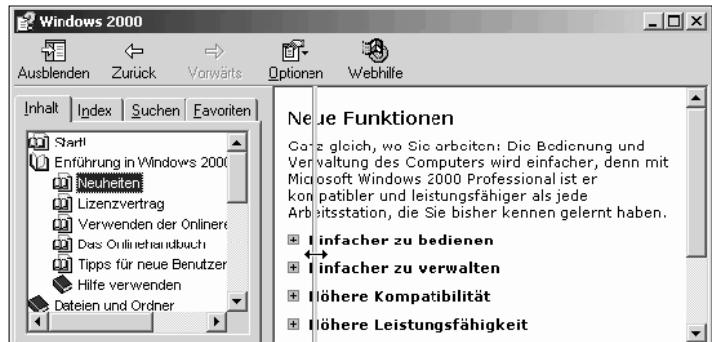 Windows 2000
Ausblenden Zurück Vorwärts Optionen Webhilfe
Inhalt Index Suchen Favoriten
Start!
Einführung in Windows 200
Neuheiten
Lizenzvertrag
Verwenden der Onlinere
Das Onlinehandbuch
Tipps für neue Benutzer
Hilfe verwenden
Dateien und Ordner
Neue Funktionen
Ganz gleich, wo Sie arbeiten: Die Bedienung und
Verwaltung des Computers wird einfacher, denn mit
Microsoft Windows 2000 Professional ist er
kompatibler und leistungsfähiger als jede
Arbeitsstation, die Sie bisher kennen gelernt haben.
Einfacher zu bedienen
Einfacher zu verwalten
Höhere Kompatibilität
Höhere Leistungsfähigkeit